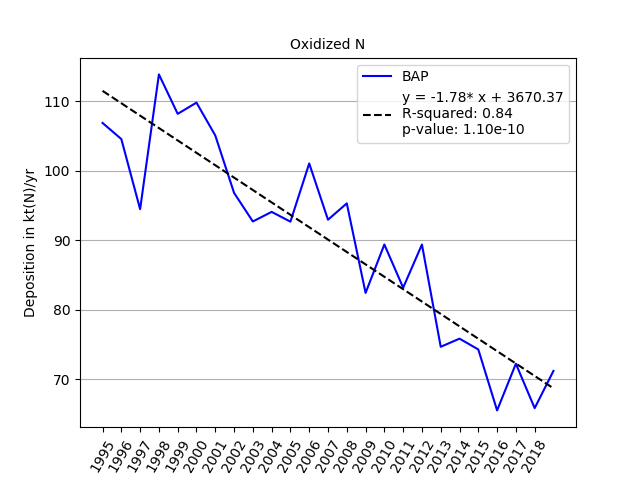 Oxidized N
BAP
y = -1.78* x + 3670.37
R-squared: 0.84
p-value: 1.10e-10
Deposition in kt(N)/yr
110
100
90
80
70
1995 1996 1997 1998 1999 2000 2001 2002 2003 2004 2005 2006 2007 2008 2009 2010 2011 2012 2013 2014 2015 2016 2017 2018